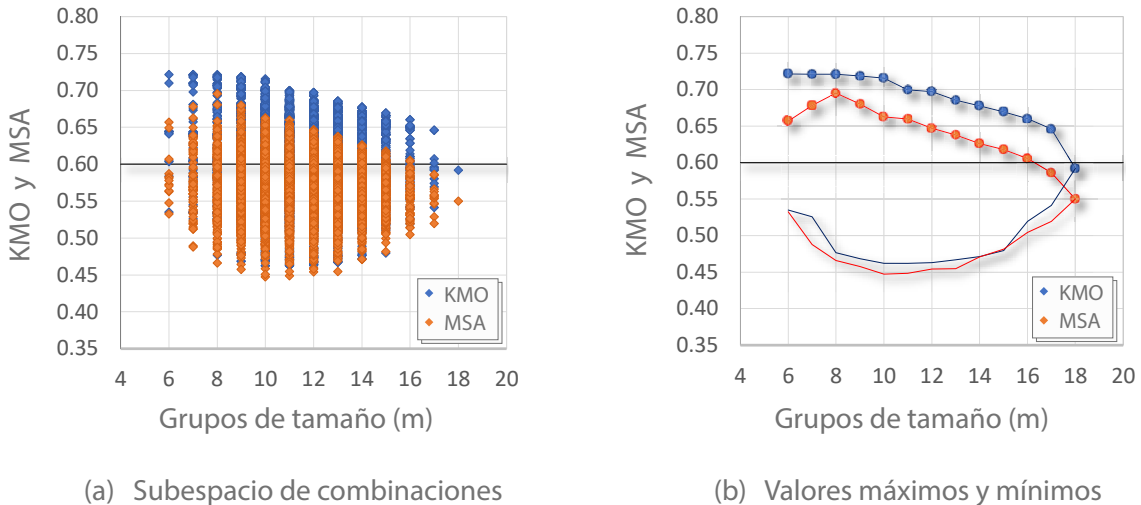 0.80
0.75
0.70
0.65
0.60
0.55
0.50
0.45
0.40
0.35
KMO y MSA
4 6 8 10 12 14 16 18 20
Grupos de tamaño (m)
KMO
MSA
(a) Subespacio de combinaciones
0.80
0.75
0.70
0.65
0.60
0.55
0.50
0.45
0.40
0.35
KMO y MSA
4 6 8 10 12 14 16 18 20
Grupos de tamaño (m)
KMO
MSA
(b) Valores máximos y mínimos